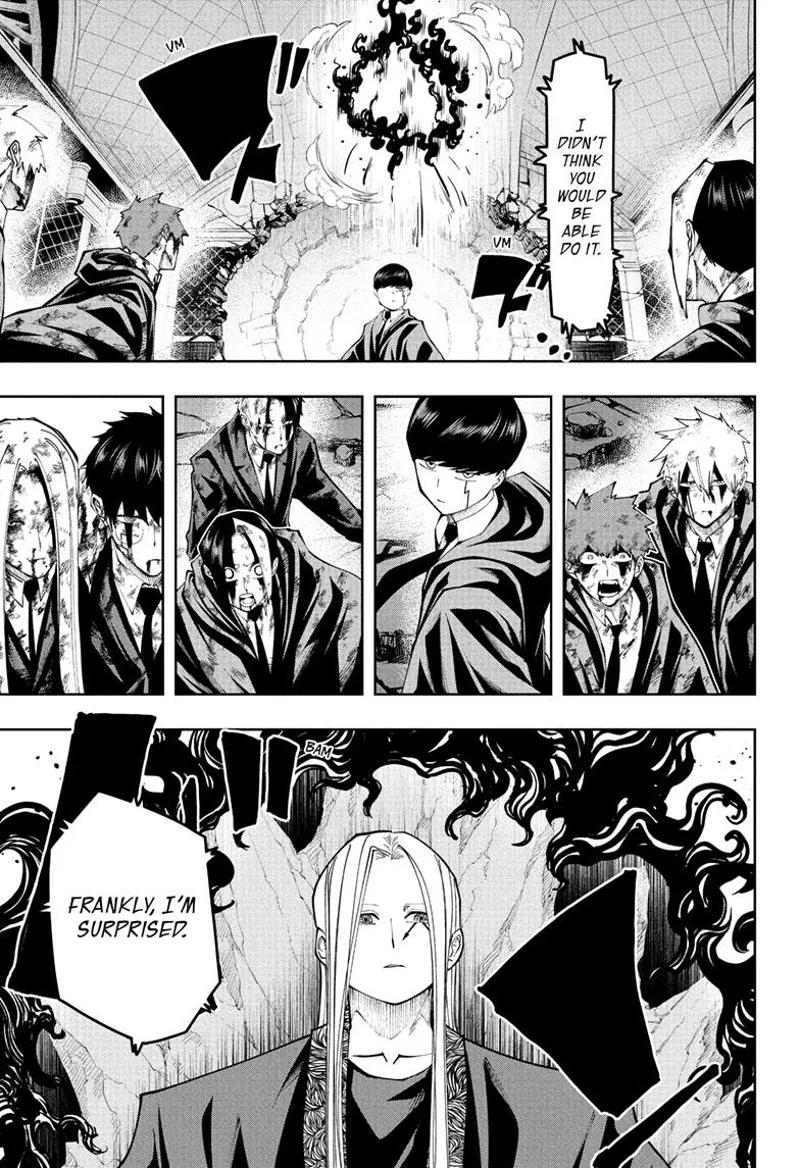 I
DIDN'T
THINK
YOU
WOULD
BE
ABLE
DO IT.
VM
VM
BAM
FRANKLY, I'M
SURPRISED.